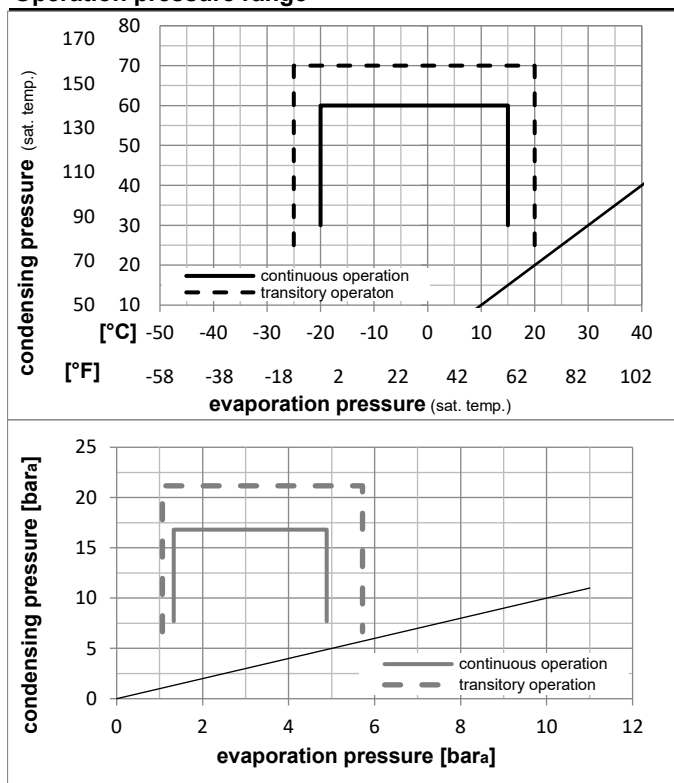 Operation pressure range
condensing pressure (sat. temp.)
170 80
150 70
130 60
50
110 40
90 30
70 20
50 10
continuous operation
transitory operaton
[°C] -50 -40 -30 -20 -10 0 10 20 30 40
[°F] -58 -38 -18 2 22 42 62 82 102
evaporation pressure (sat. temp.)
condensing pressure [bara]
25
20
15
10
5
0
continuous operation
transitory operation
0 2 4 6 8 10 12
evaporation pressure [bara]